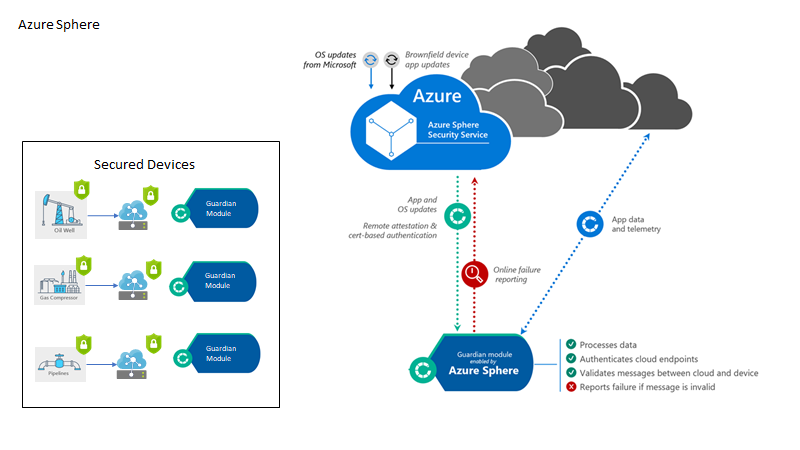 Azure Sphere
OS updates
from Microsoft
Brownfield device
app updates
Azure
Azure Sphere
Security Service
Secured Devices
Oil Well
Guardian
Module
Gas Compressor
Guardian
Module
Pipelines
Guardian
Module
App and
OS updates
Remote attestation &
cert-based authentication
App data
and telemetry
Online failure
reporting
Guardian module
enabled by
Azure Sphere
Processes data
Authenticates cloud endpoints
Validates messages between cloud and device
Reports failure if message is invalid